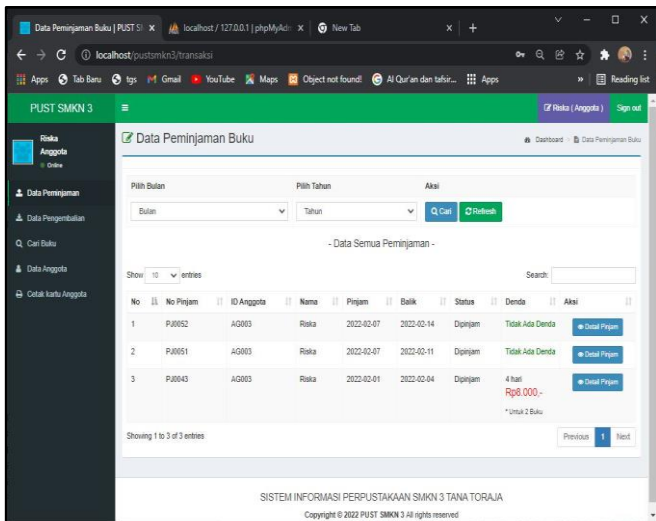 Data Peminjaman Buku | PUST S
localhost / 127.0.0.1 | phpMyAdn
New Tab
localhost/pustsmkn3/transaksi
Apps Tab Baru tgs Gmail YouTube Maps Object not found! Al Qur'an dan tafsir... Apps » Reading list
PUST SMKN 3
Riska ( Anggota ) Sign out
Riska
Anggota
Online
Data Peminjaman
Data Pengembalian
Cari Buku
Data Anggota
Cetak kartu Anggota
Data Peminjaman Buku
Dashboard Data Peminjaman Buku
Pilih Bulan Pilih Tahun Aksi
Bulan Tahun Cari Refresh
- Data Semua Peminjaman -
Show 10 entries Search:
No No Pinjam ID Anggota Nama Pinjam Balik Status Denda Aksi
1 PJ0052 AG003 Riska 2022-02-07 2022-02-14 Dipinjam Tidak Ada Denda Detail Pinjam
2 PJ0051 AG003 Riska 2022-02-07 2022-02-11 Dipinjam Tidak Ada Denda Detail Pinjam
3 PJ0043 AG003 Riska 2022-02-01 2022-02-04 Dipinjam 4 hari Detail Pinjam
Rp8.000,-
* Untuk 2 Buku
Showing 1 to 3 of 3 entries Previous 1 Next
SISTEM INFORMASI PERPUSTAKAAN SMKN 3 TANA TORAJA
Copyright © 2022 PUST SMKN 3 All rights reserved